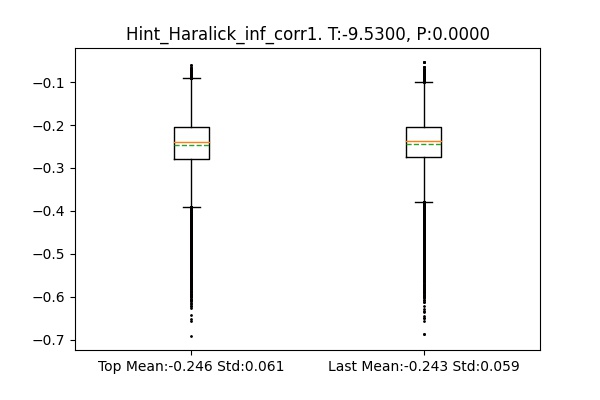 Hint_Haralick_inf_corr1. T:-9.5300, P:0.0000
−0.1
−0.2
−0.3
−0.4
−0.5
−0.6
−0.7
Top Mean:-0.246 Std:0.061
Last Mean:-0.243 Std:0.059